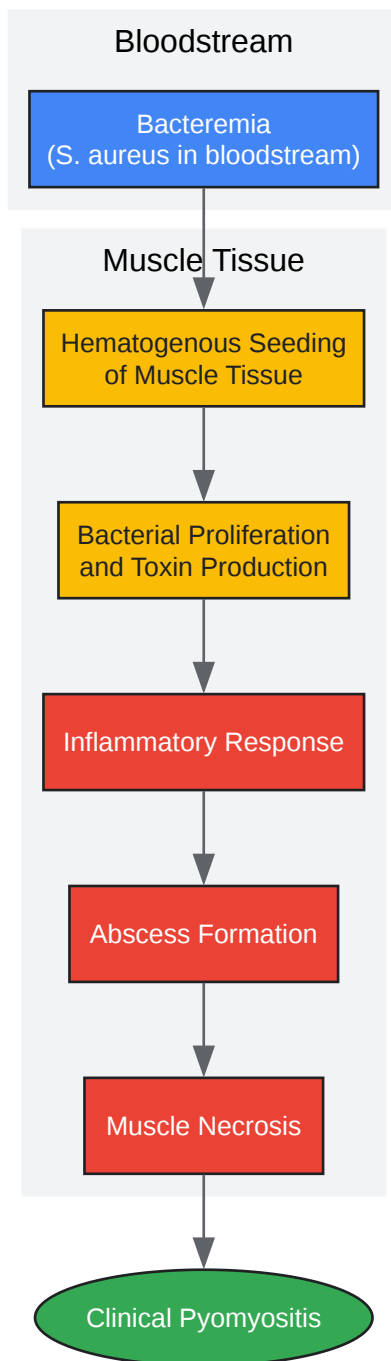 Bloodstream
Bacteremia
(S. aureus in bloodstream)
Muscle Tissue
Hematogenous Seeding
of Muscle Tissue
Bacterial Proliferation
and Toxin Production
Inflammatory Response
Abscess Formation
Muscle Necrosis
Clinical Pyomyositis